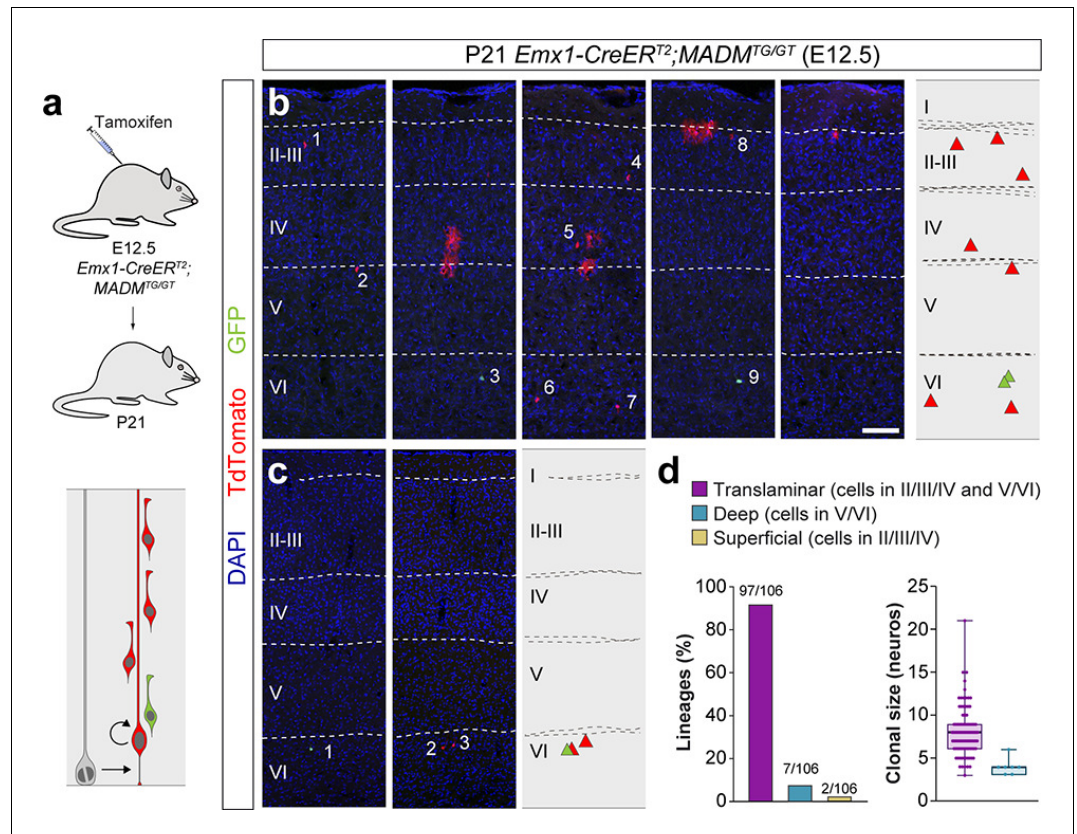 P21 Emx1-CreERT2;MADMTG/GT (E12.5)
a
Tamoxifen
E12.5
Emx1-CreERT2;
MADMTG/GT
P21
DAPI TdTomato GFP
b
1
II-III
IV
2
V
VI
3
4
5
6
7
8
9
I
II-III
IV
V
VI
c
II-III
IV
V
VI
1
2
3
I
II-III
IV
V
VI
d
Translaminar (cells in II/III/IV and V/VI)
Deep (cells in V/VI)
Superficial (cells in II/III/IV)
Lineages (%)
100
80
60
40
20
0
97/106
7/106
2/106
Clonal size (neuros)
25
20
15
10
5
0